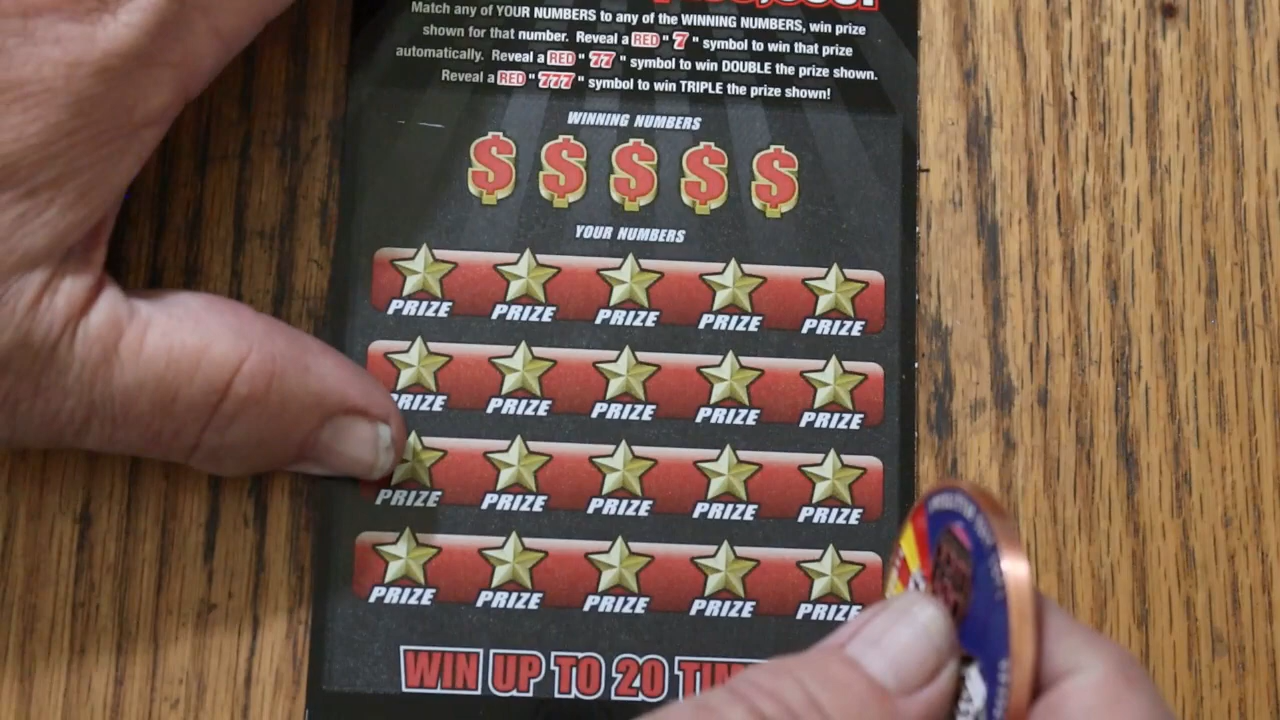 Match any of YOUR NUMBERS to any of the WINNING NUMBERS, win prize
shown for that number. Reveal a RED "7" symbol to win that prize
automatically. Reveal a RED "77" symbol to win DOUBLE the prize shown.
Reveal a RED "777" symbol to win TRIPLE the prize shown!
WINNING NUMBERS
$ $ $ $ $
YOUR NUMBERS
PRIZE PRIZE PRIZE PRIZE PRIZE
PRIZE PRIZE PRIZE PRIZE PRIZE
PRIZE PRIZE PRIZE PRIZE PRIZE
PRIZE PRIZE PRIZE PRIZE PRIZE
WIN UP TO 20